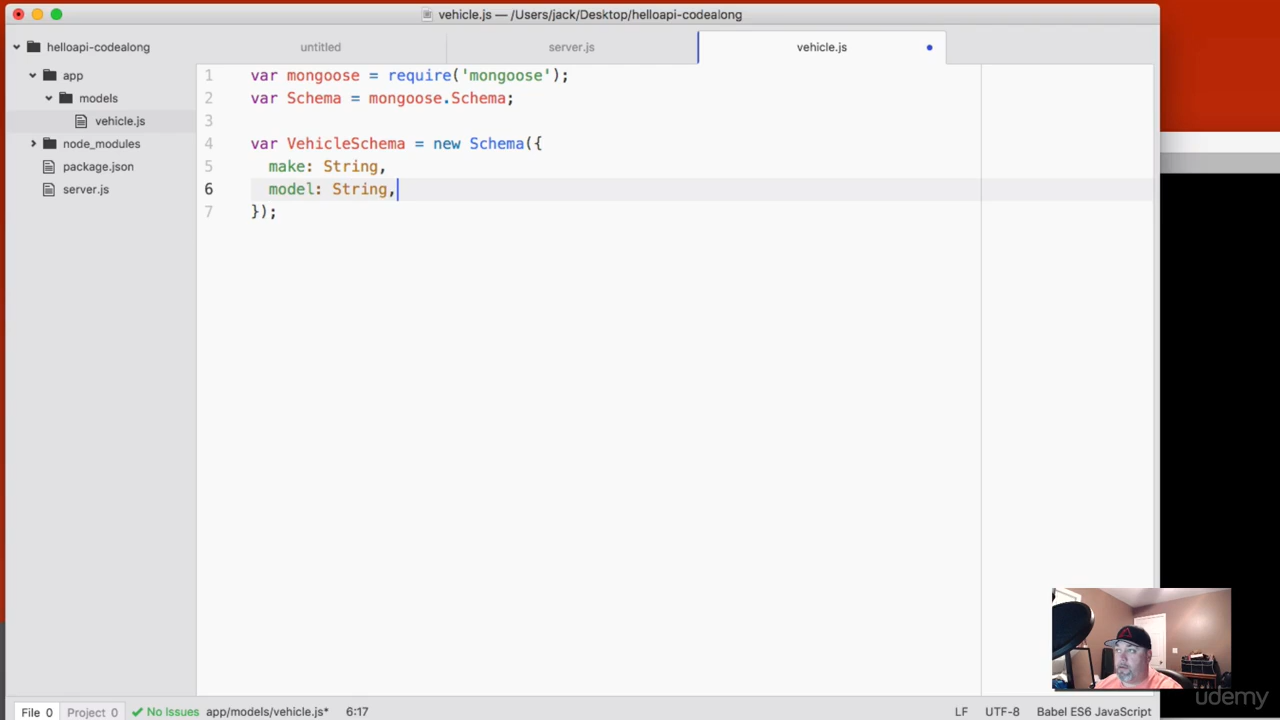 vehicle.js — /Users/jack/Desktop/helloapi-codealong
helloapi-codealong
app
models
vehicle.js
node_modules
package.json
server.js
untitled
server.js
vehicle.js
1 var mongoose = require('mongoose');
2 var Schema = mongoose.Schema;
3
4 var VehicleSchema = new Schema({
5 make: String,
6 model: String,
7 });
File 0 Project 0 No Issues app/models/vehicle.js* 6:17 LF UTF-8 Babel ES6 JavaScript
udemy